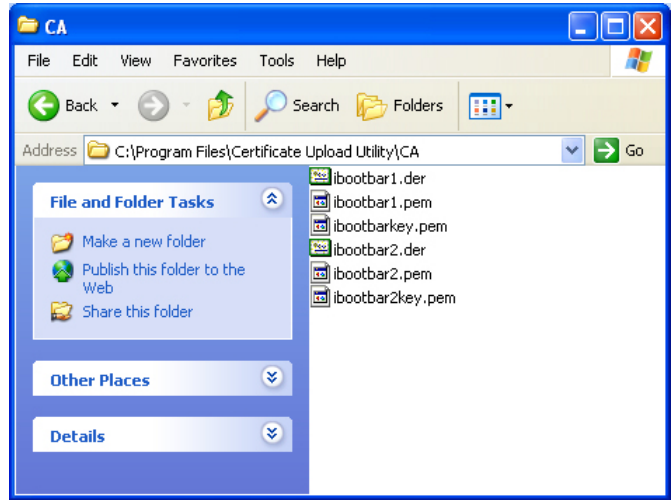 CA
File Edit View Favorites Tools Help
Back Search Folders
Address C:\Program Files\Certificate Upload Utility\CA Go
File and Folder Tasks
Make a new folder
Publish this folder to the
Web
Share this folder
Other Places
Details
ibootbar1.der
ibootbar1.pem
ibootbarkey.pem
ibootbar2.der
ibootbar2.pem
ibootbar2key.pem